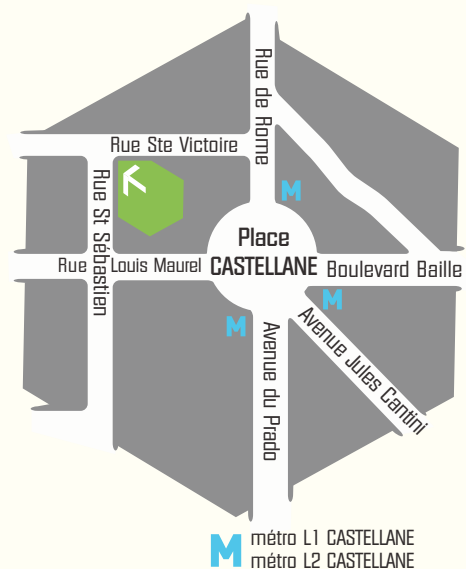 Rue de Rome
Rue Ste Victoire
M
Rue St Sébastien
Place
CASTELLANE
Rue Louis Maurel
Boulevard Baille
M
M
Avenue Jules Cantini
Avenue du Prado
M métro L1 CASTELLANE
métro L2 CASTELLANE